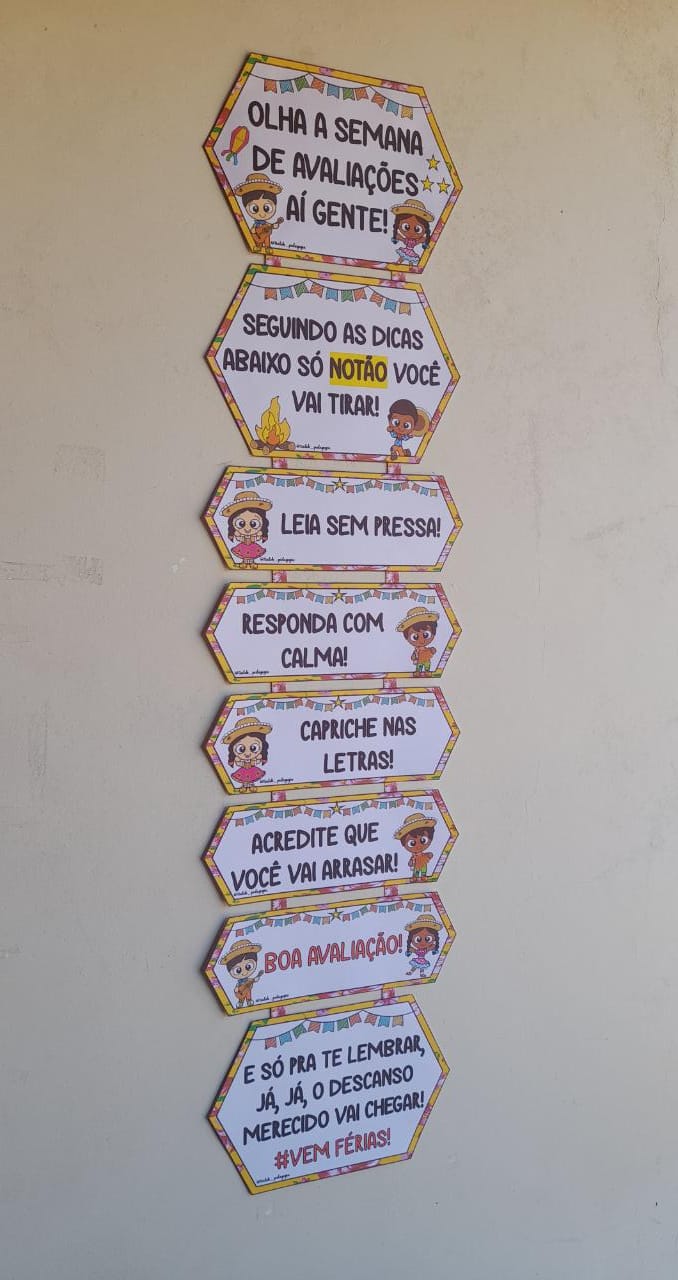 OLHA A SEMANA
DE AVALIAÇÕES
AÍ GENTE!
SEGUINDO AS DICAS
ABAIXO SÓ NOTÃO VOCÊ
VAI TIRAR!
LEIA SEM PRESSA!
RESPONDA COM
CALMA!
CAPRICHE NAS
LETRAS!
ACREDITE QUE
VOCÊ VAI ARRASAR!
BOA AVALIAÇÃO!
E SÓ PRA TE LEMBRAR,
JÁ, JÁ, O DESCANSO
MERECIDO VAI CHEGAR!
#VEM FÉRIAS!